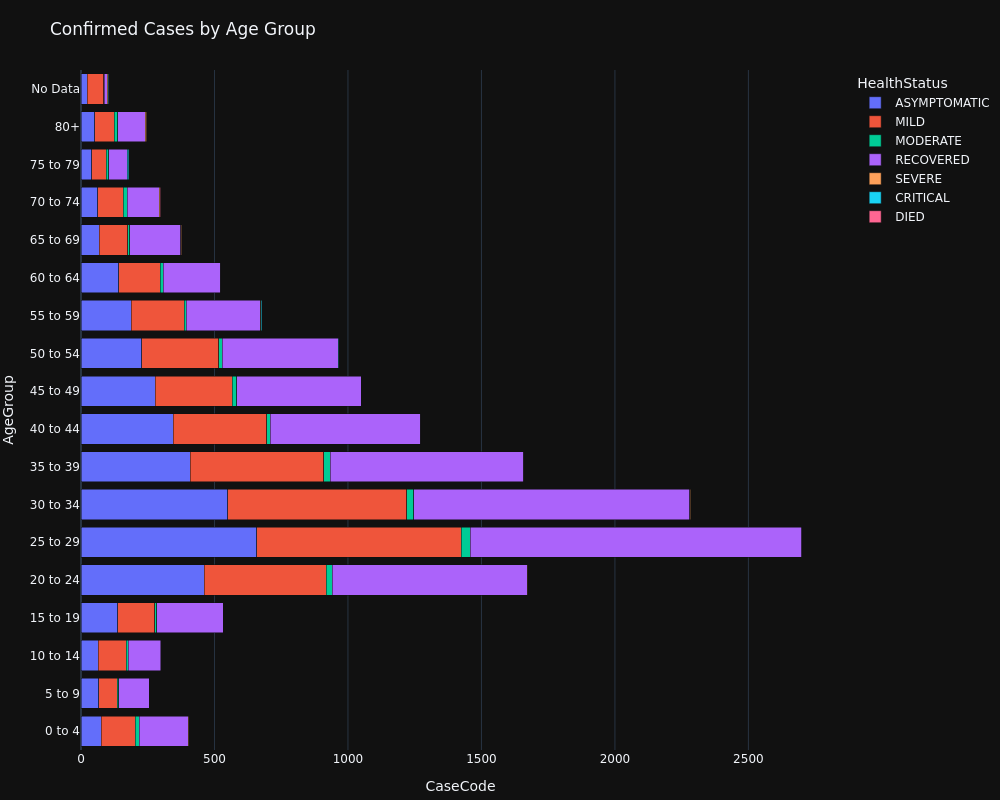 Confirmed Cases by Age Group
HealthStatus
ASYMPTOMATIC
MILD
MODERATE
RECOVERED
SEVERE
CRITICAL
DIED
AgeGroup
No Data
80+
75 to 79
70 to 74
65 to 69
60 to 64
55 to 59
50 to 54
45 to 49
40 to 44
35 to 39
30 to 34
25 to 29
20 to 24
15 to 19
10 to 14
5 to 9
0 to 4
0 500 1000 1500 2000 2500
CaseCode